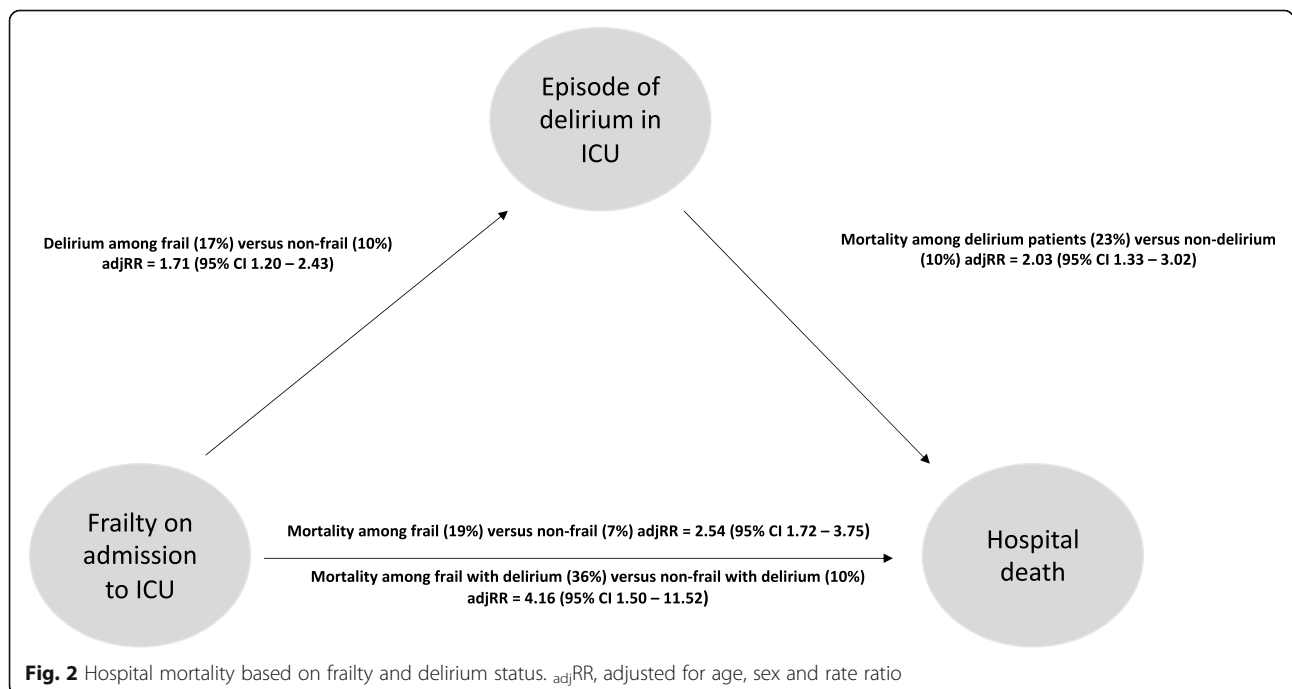 Episode of
delirium in
ICU
Delirium among frail (17%) versus non-frail (10%)
adjRR = 1.71 (95% CI 1.20 – 2.43)
Mortality among delirium patients (23%) versus non-delirium
(10%) adjRR = 2.03 (95% CI 1.33 – 3.02)
Frailty on
admission
to ICU
Mortality among frail (19%) versus non-frail (7%) adjRR = 2.54 (95% CI 1.72 – 3.75)
Mortality among frail with delirium (36%) versus non-frail with delirium (10%)
adjRR = 4.16 (95% CI 1.50 – 11.52)
Hospital
death
Fig. 2 Hospital mortality based on frailty and delirium status. adjRR, adjusted for age, sex and rate ratio